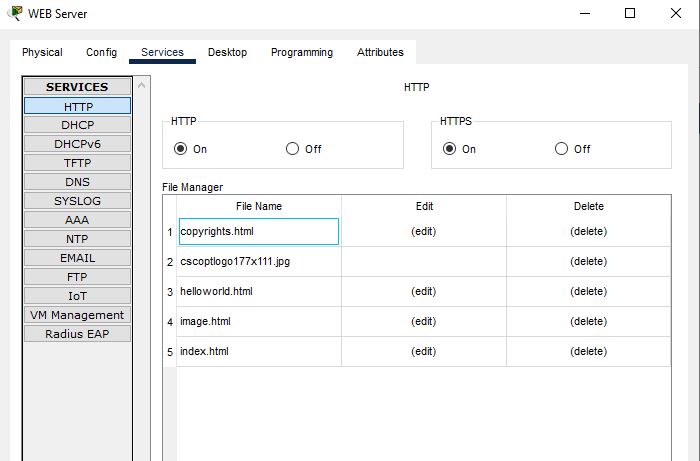 WEB Server
Physical Config Services Desktop Programming Attributes
SERVICES
HTTP
DHCP
DHCPv6
TFTP
DNS
SYSLOG
AAA
NTP
EMAIL
FTP
IoT
VM Management
Radius EAP
HTTP
HTTP
On Off
HTTPS
On Off
File Manager
File Name Edit Delete
1 copyrights.html (edit) (delete)
2 cscoptlogo177x111.jpg (delete)
3 helloworld.html (edit) (delete)
4 image.html (edit) (delete)
5 index.html (edit) (delete)